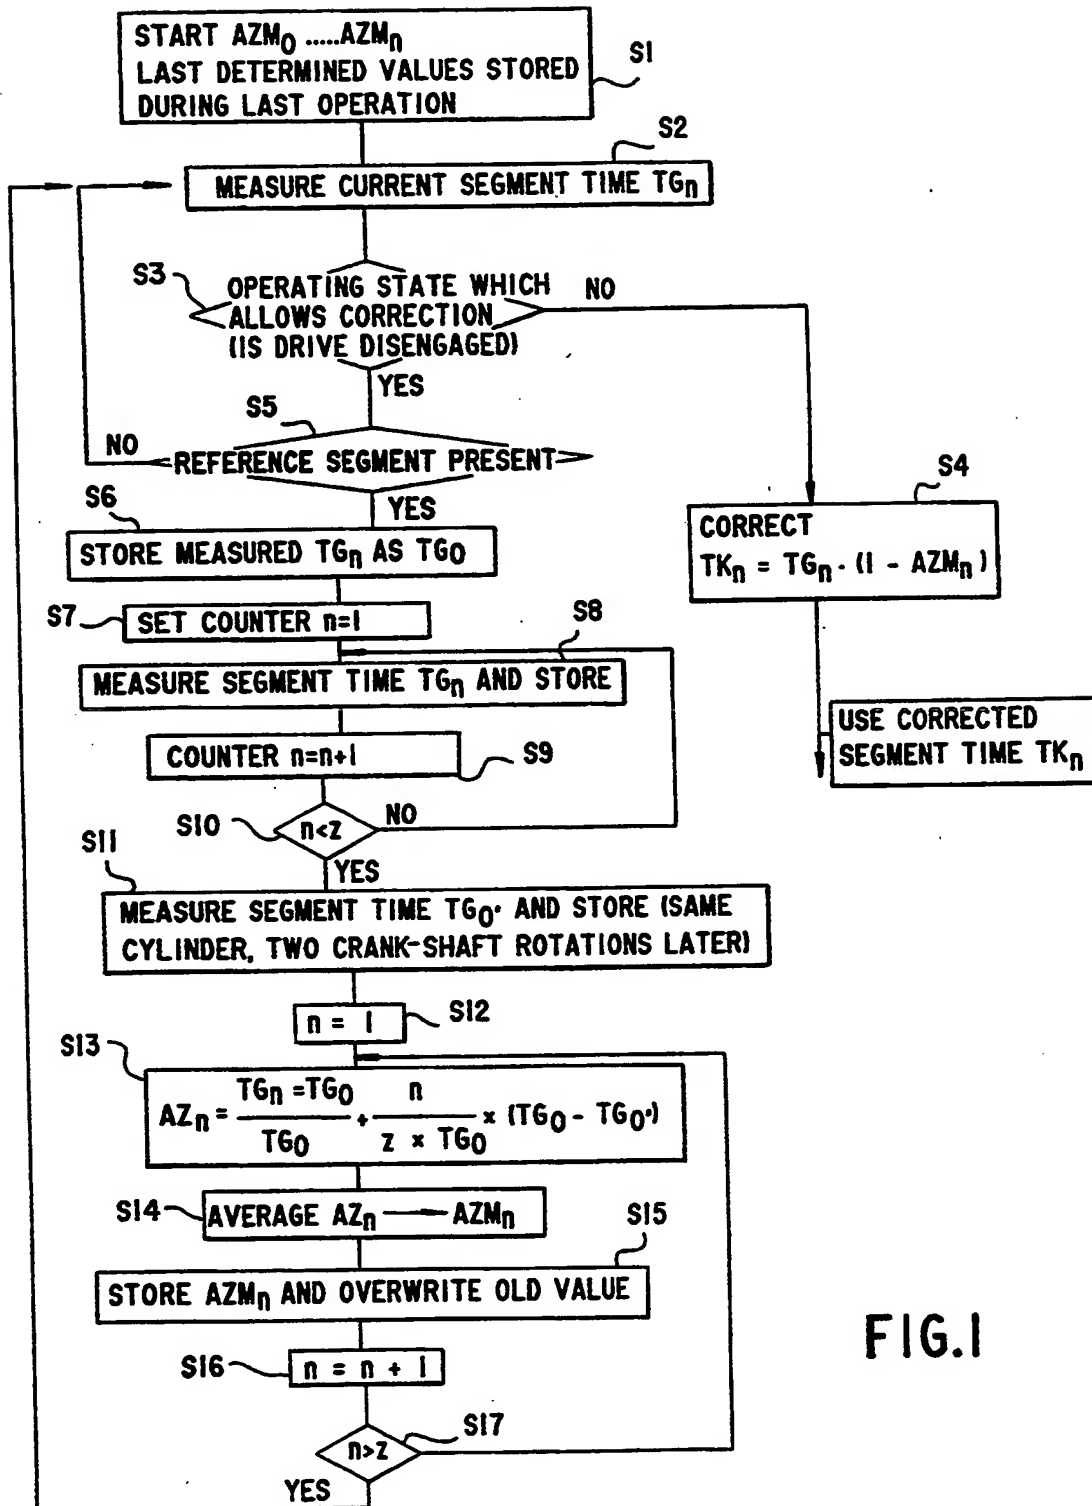 START AZM0 .....AZMn
LAST DETERMINED VALUES STORED
DURING LAST OPERATION
S1
S2
MEASURE CURRENT SEGMENT TIME TGn
S3
OPERATING STATE WHICH
ALLOWS CORRECTION
(IS DRIVE DISENGAGED)
NO
YES
S5
NO
REFERENCE SEGMENT PRESENT
YES
S4
CORRECT
TKn = TGn · (1 - AZMn)
S6
STORE MEASURED TGn AS TG0
S7
SET COUNTER n=1
S8
MEASURE SEGMENT TIME TGn AND STORE
USE CORRECTED
SEGMENT TIME TKn
COUNTER n=n+1
S9
S10
n<z
NO
YES
S11
MEASURE SEGMENT TIME TG0' AND STORE (SAME
CYLINDER, TWO CRANK-SHAFT ROTATIONS LATER)
n = 1
S12
S13
AZn = TGn =TG0 / TG0 + n / z × TG0 × (TG0 - TG0')
S14
AVERAGE AZn → AZMn
S15
STORE AZMn AND OVERWRITE OLD VALUE
S16
n = n + 1
S17
n>z
YES
FIG.1